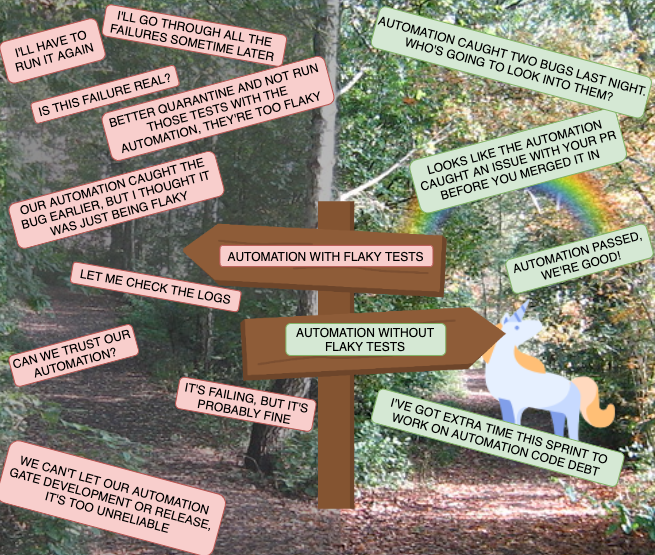 I'LL HAVE TO
RUN IT AGAIN
I'LL GO THROUGH ALL THE
FAILURES SOMETIME LATER
IS THIS FAILURE REAL?
BETTER QUARANTINE AND NOT RUN
THOSE TESTS WITH THE
AUTOMATION, THEY'RE TOO FLAKY
OUR AUTOMATION CAUGHT THE
BUG EARLIER, BUT I THOUGHT IT
WAS JUST BEING FLAKY
LET ME CHECK THE LOGS
CAN WE TRUST OUR
AUTOMATION?
IT'S FAILING, BUT IT'S
PROBABLY FINE
WE CAN'T LET OUR AUTOMATION
GATE DEVELOPMENT OR RELEASE,
IT'S TOO UNRELIABLE
AUTOMATION WITH FLAKY TESTS
AUTOMATION WITHOUT
FLAKY TESTS
AUTOMATION CAUGHT TWO BUGS LAST NIGHT,
WHO'S GOING TO LOOK INTO THEM?
LOOKS LIKE THE AUTOMATION
CAUGHT AN ISSUE WITH YOUR PR
BEFORE YOU MERGED IT IN
AUTOMATION PASSED,
WE'RE GOOD!
I'VE GOT EXTRA TIME THIS SPRINT TO
WORK ON AUTOMATION CODE DEBT